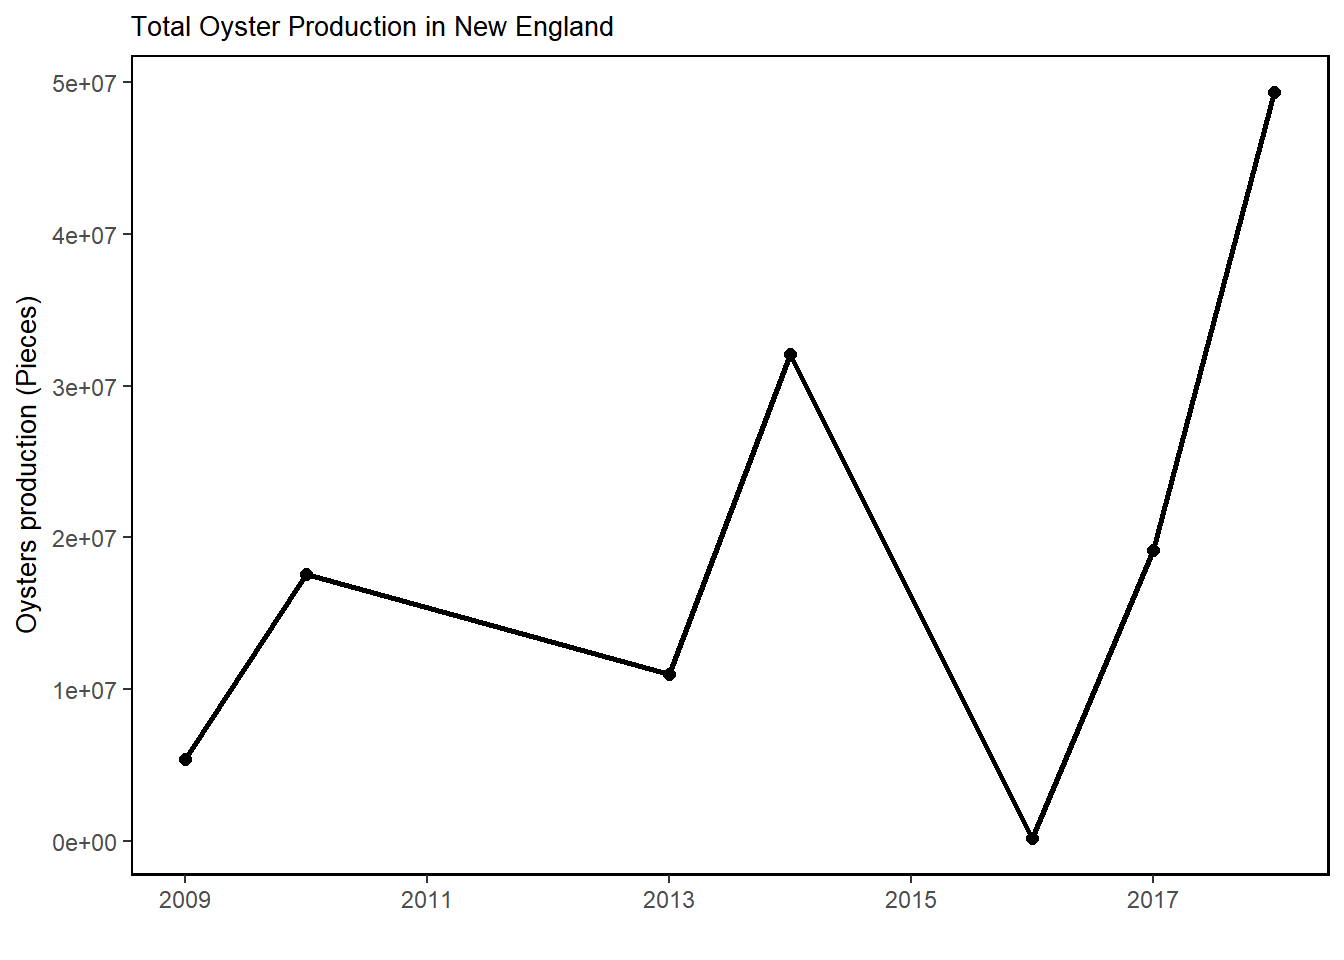 Total Oyster Production in New England
Oysters production (Pieces)
5e+07
4e+07
3e+07
2e+07
1e+07
0e+00
2009 2011 2013 2015 2017